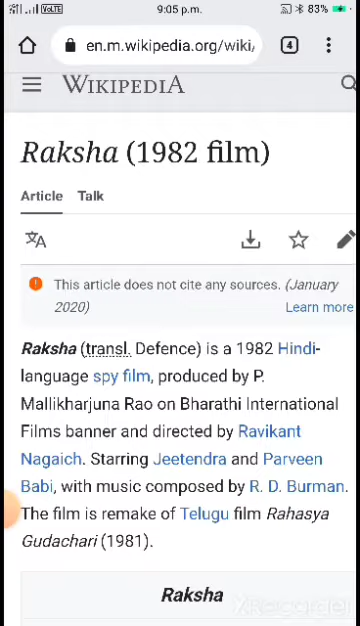 VoLTE
9:05 p.m.
83%
en.m.wikipedia.org/wiki/
4
WIKIPEDIA
Raksha (1982 film)
Article Talk
This article does not cite any sources. (January
2020)
Learn more
Raksha (transl. Defence) is a 1982 Hindi-
language spy film, produced by P.
Mallikharjuna Rao on Bharathi International
Films banner and directed by Ravikant
Nagaich. Starring Jeetendra and Parveen
Babi, with music composed by R. D. Burman.
The film is remake of Telugu film Rahasya
Gudachari (1981).
Raksha
XRecorder